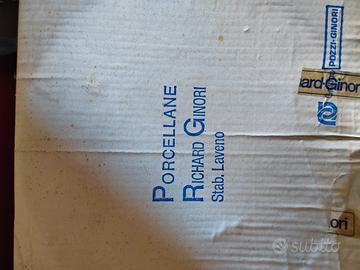 PORCELLANE
RICHARD GINORI
Stab. Laveno
POZZI-GINORI
ard-Ginor
ori
subito